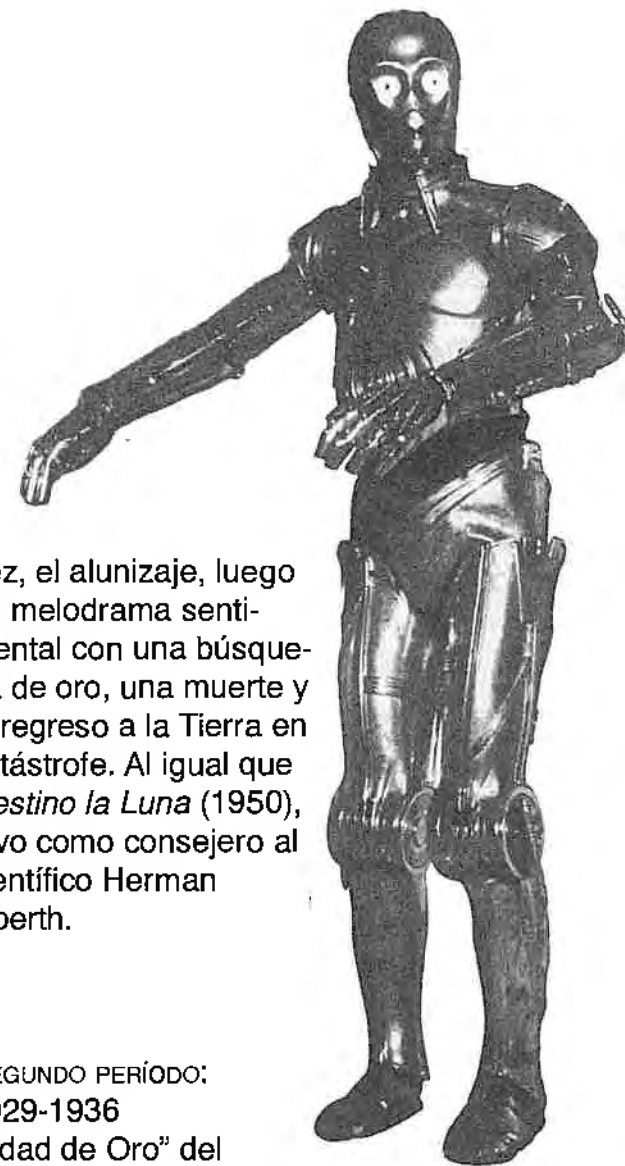 ez, el alunizaje, luego
melodrama senti-
ental con una búsque-
de oro, una muerte y
regreso a la Tierra en
tástrofe. Al igual que
estino la Luna (1950),
vo como consejero al
entífico Herman
berth.
EGUNDO PERÍODO:
29-1936
dad de Oro" del